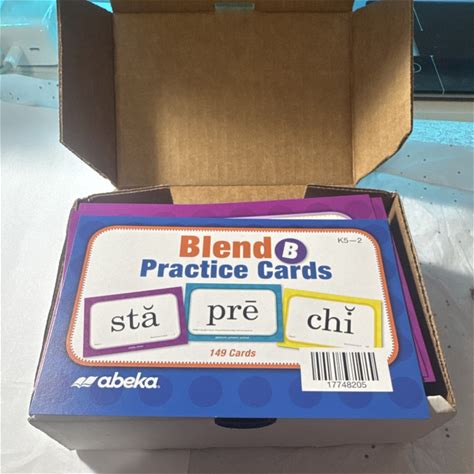 K5—2
Blend B
Practice Cards
stă
prē
chĭ
149 Cards
abeka
17748205